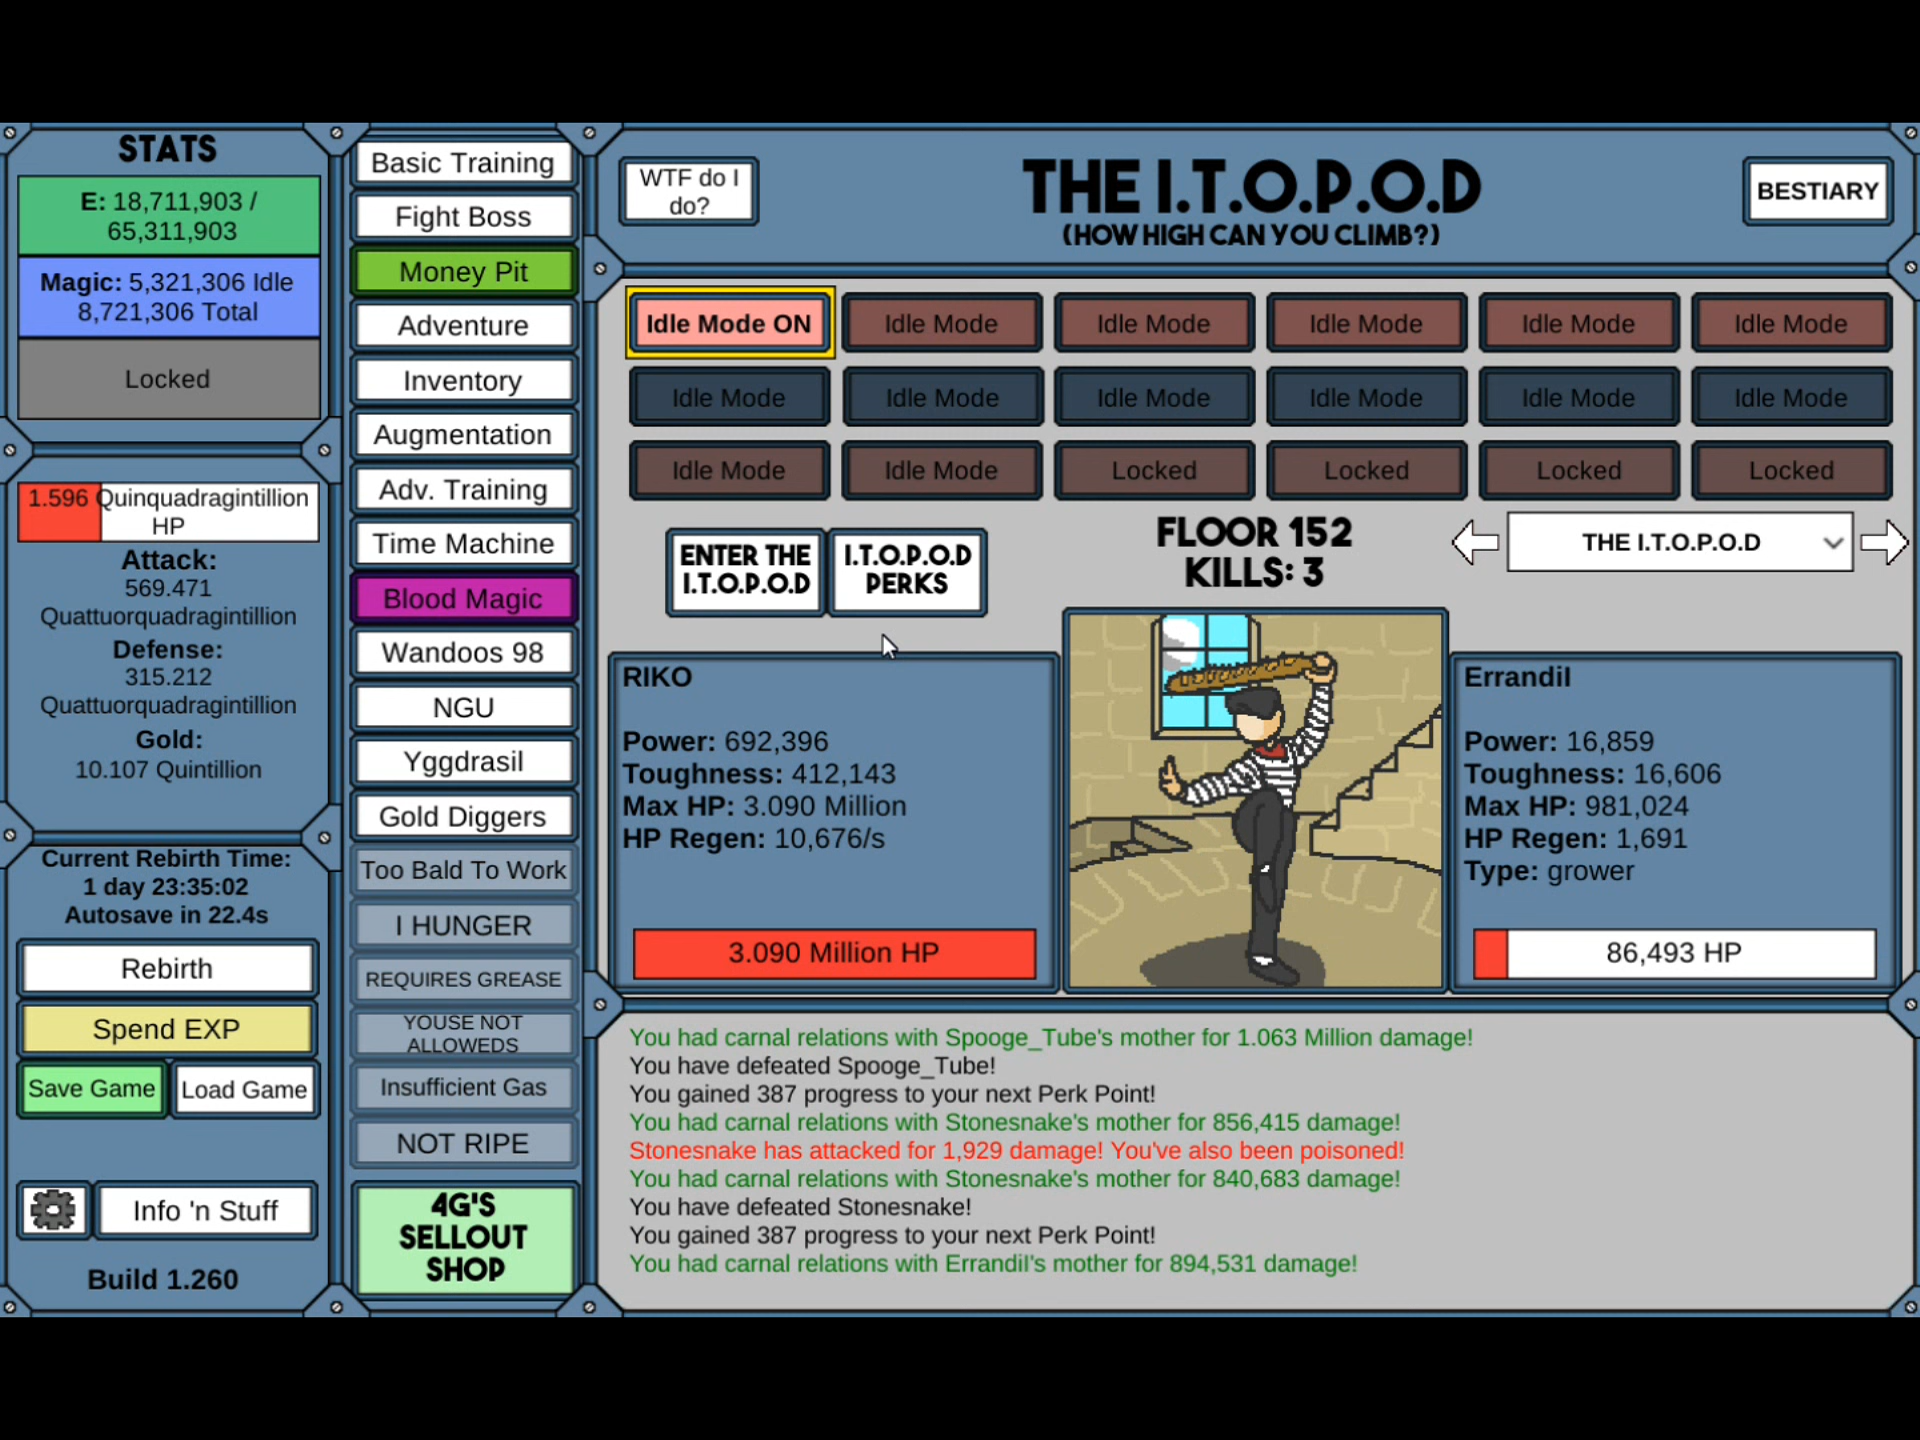 STATS
E: 18,711,903 /
65,311,903
Magic: 5,321,306 Idle
8,721,306 Total
Locked
1.596 Quinquadragintillion
HP
Attack:
569.471
Quattuorquadragintillion
Defense:
315.212
Quattuorquadragintillion
Gold:
10.107 Quintillion
Current Rebirth Time:
1 day 23:35:02
Autosave in 22.4s
Rebirth
Spend EXP
Save Game
Load Game
Info 'n Stuff
Build 1.260
Basic Training
Fight Boss
Money Pit
Adventure
Inventory
Augmentation
Adv. Training
Time Machine
Blood Magic
Wandoos 98
NGU
Yggdrasil
Gold Diggers
Too Bald To Work
I HUNGER
REQUIRES GREASE
YOUSE NOT
ALLOWEDS
Insufficient Gas
NOT RIPE
4G'S
SELLOUT
SHOP
WTF do I
do?
THE I.T.O.P.O.D
(HOW HIGH CAN YOU CLIMB?)
BESTIARY
Idle Mode ON
Idle Mode
Idle Mode
Idle Mode
Idle Mode
Idle Mode
Idle Mode
Idle Mode
Idle Mode
Idle Mode
Idle Mode
Idle Mode
Idle Mode
Idle Mode
Locked
Locked
Locked
Locked
ENTER THE
I.T.O.P.O.D
I.T.O.P.O.D
PERKS
FLOOR 152
KILLS: 3
THE I.T.O.P.O.D
RIKO
Power: 692,396
Toughness: 412,143
Max HP: 3.090 Million
HP Regen: 10,676/s
3.090 Million HP
Errandil
Power: 16,859
Toughness: 16,606
Max HP: 981,024
HP Regen: 1,691
Type: grower
86,493 HP
You had carnal relations with Spooge_Tube's mother for 1.063 Million damage!
You have defeated Spooge_Tube!
You gained 387 progress to your next Perk Point!
You had carnal relations with Stonesnake's mother for 856,415 damage!
Stonesnake has attacked for 1,929 damage! You've also been poisoned!
You had carnal relations with Stonesnake's mother for 840,683 damage!
You have defeated Stonesnake!
You gained 387 progress to your next Perk Point!
You had carnal relations with Errandil's mother for 894,531 damage!